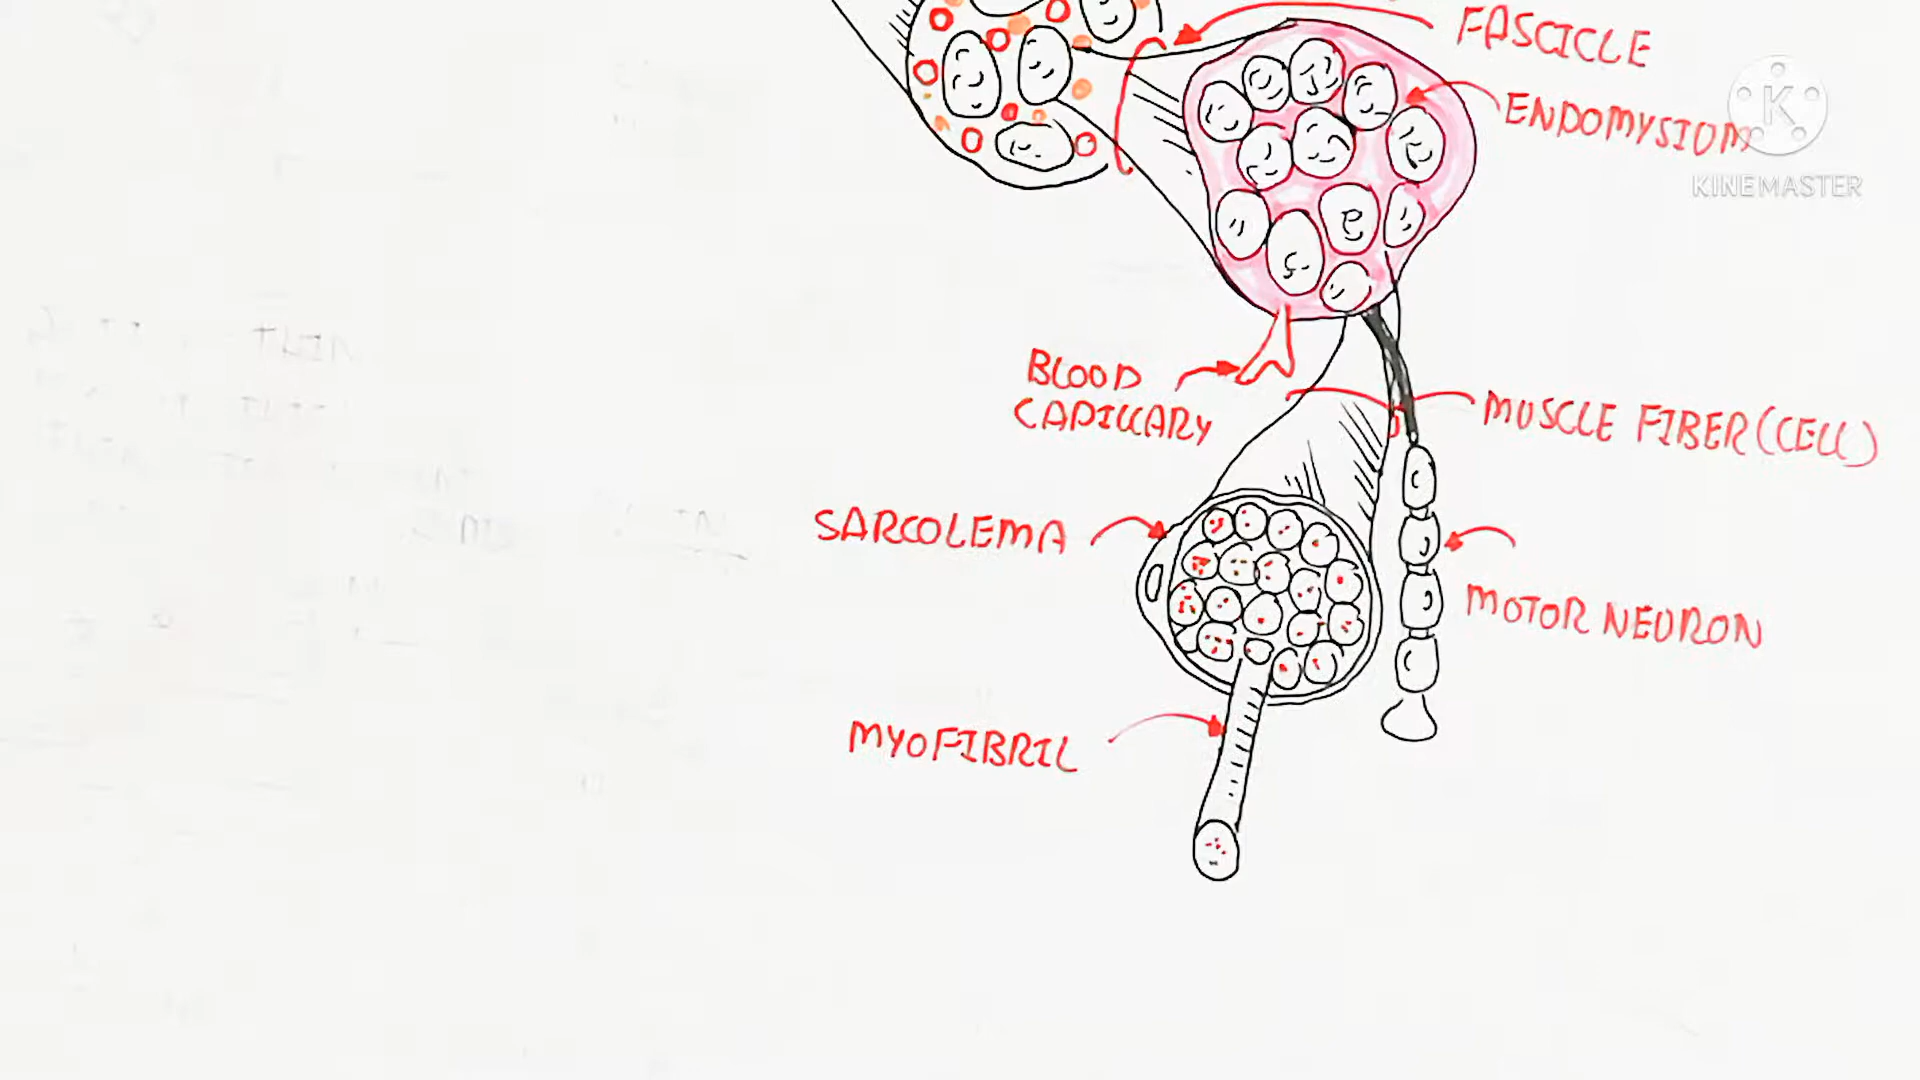 FASCICLE
ENDOMYSIUM
KINEMASTER
BLOOD
CAPILLARY
MUSCLE FIBER (CELL)
SARCOLEMA
MOTOR NEURON
MYOFIBRIL